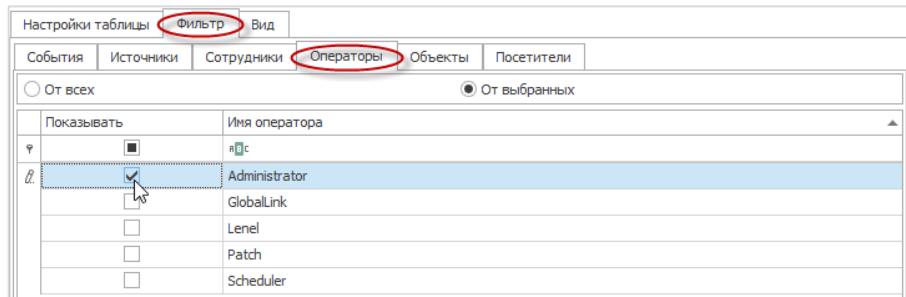 Настройки таблицы Фильтр Вид
События Источники Сотрудники Операторы Объекты Посетители
От всех От выбранных
Показывать Имя оператора
ABC
Administrator
GlobalLink
Lenel
Patch
Scheduler